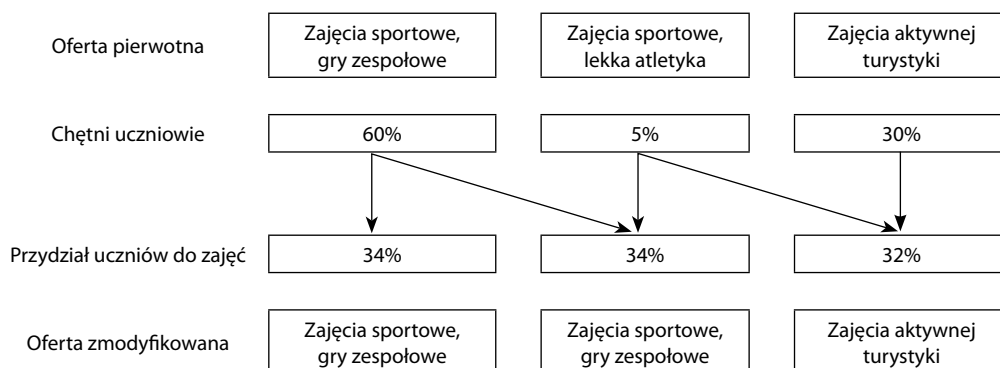 Oferta pierwotna
Zajęcia sportowe,
gry zespołowe
Zajęcia sportowe,
lekka atletyka
Zajęcia aktywnej
turystyki
Chętni uczniowie
60%
5%
30%
Przydział uczniów do zajęć
34%
34%
32%
Oferta zmodyfikowana
Zajęcia sportowe,
gry zespołowe
Zajęcia sportowe,
gry zespołowe
Zajęcia aktywnej
turystyki